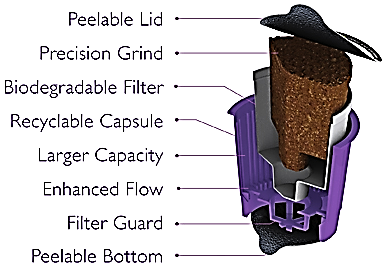 Peelable Lid
Precision Grind
Biodegradable Filter
Recyclable Capsule
Larger Capacity
Enhanced Flow
Filter Guard
Peelable Bottom